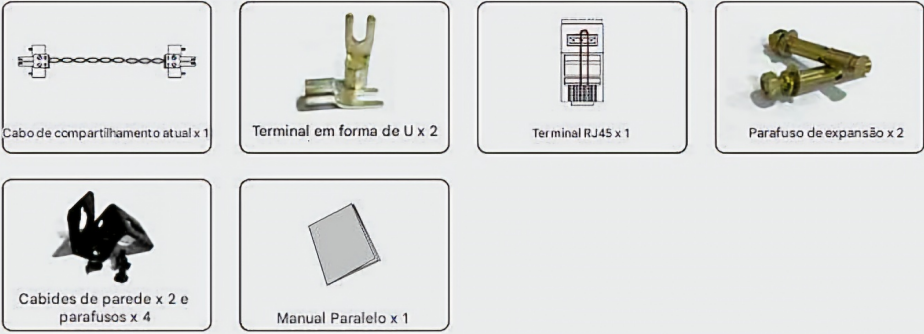 Cabo de compartilhamento atual x 1
Terminal em forma de U x 2
Terminal RJ45 x 1
Parafuso de expansão x 2
Cabides de parede x 2 e
parafusos x 4
Manual Paralelo x 1